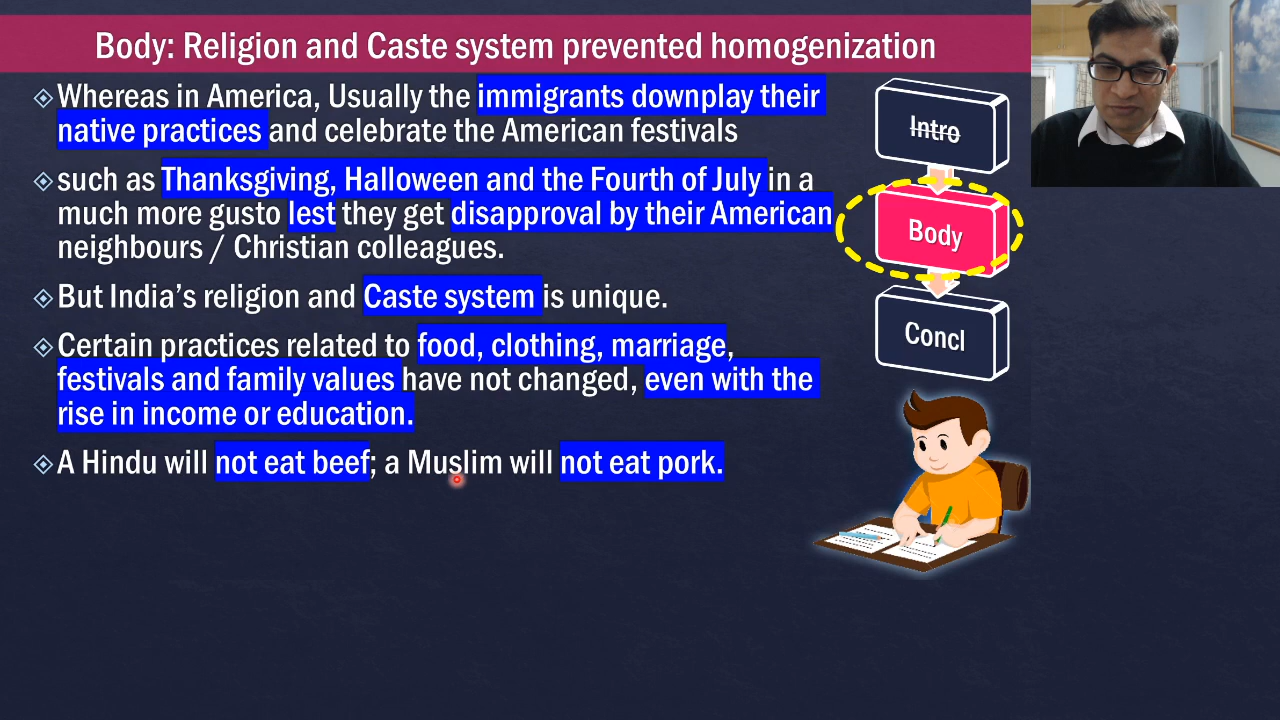 Body: Religion and Caste system prevented homogenization
Whereas in America, Usually the immigrants downplay their
native practices and celebrate the American festivals
such as Thanksgiving, Halloween and the Fourth of July in a
much more gusto lest they get disapproval by their American
neighbours / Christian colleagues.
But India’s religion and Caste system is unique.
Certain practices related to food, clothing, marriage,
festivals and family values have not changed, even with the
rise in income or education.
A Hindu will not eat beef; a Muslim will not eat pork.
Intro
Body
Concl